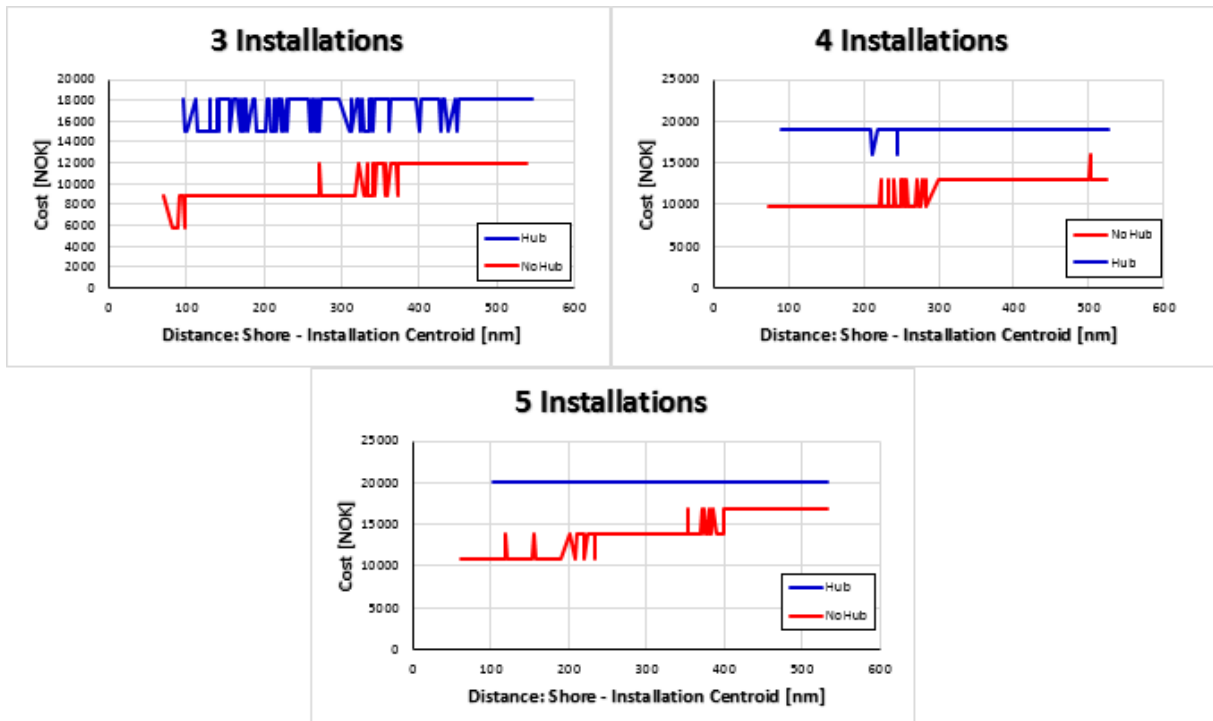 3 Installations
20000
18000
16000
14000
12000
10000
8000
6000
4000
2000
0
Cost [NOK]
Hub
NoHub
0 100 200 300 400 500 600
Distance: Shore - Installation Centroid [nm]
4 Installations
25000
20000
15000
10000
5000
0
Cost [NOK]
NoHub
Hub
0 100 200 300 400 500 600
Distance: Shore - Installation Centroid [nm]
5 Installations
25000
20000
15000
10000
5000
0
Cost [NOK]
Hub
NoHub
0 100 200 300 400 500 600
Distance: Shore - Installation Centroid [nm]